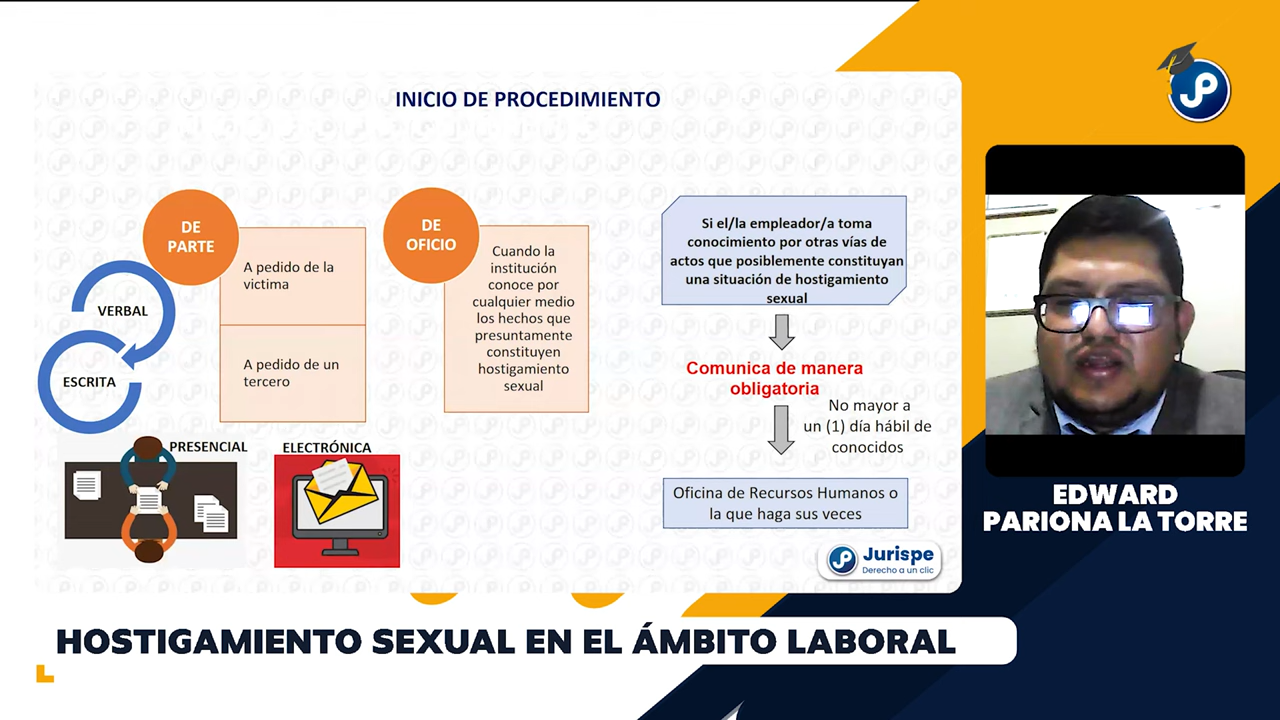 INICIO DE PROCEDIMIENTO
DE
PARTE
A pedido de la
victima
A pedido de un
tercero
VERBAL
ESCRITA
PRESENCIAL
ELECTRÓNICA
DE
OFICIO
Cuando la
institución
conoce por
cualquier medio
los hechos que
presuntamente
constituyen
hostigamiento
sexual
Si el/la empleador/a toma
conocimiento por otras vías de
actos que posiblemente constituyan
una situación de hostigamiento
sexual
Comunica de manera
obligatoria
No mayor a
un (1) día hábil de
conocidos
Oficina de Recursos Humanos o
la que haga sus veces
JP
Jurispe
Derecho a un clic
JP
EDWARD
PARIONA LA TORRE
HOSTIGAMIENTO SEXUAL EN EL ÁMBITO LABORAL